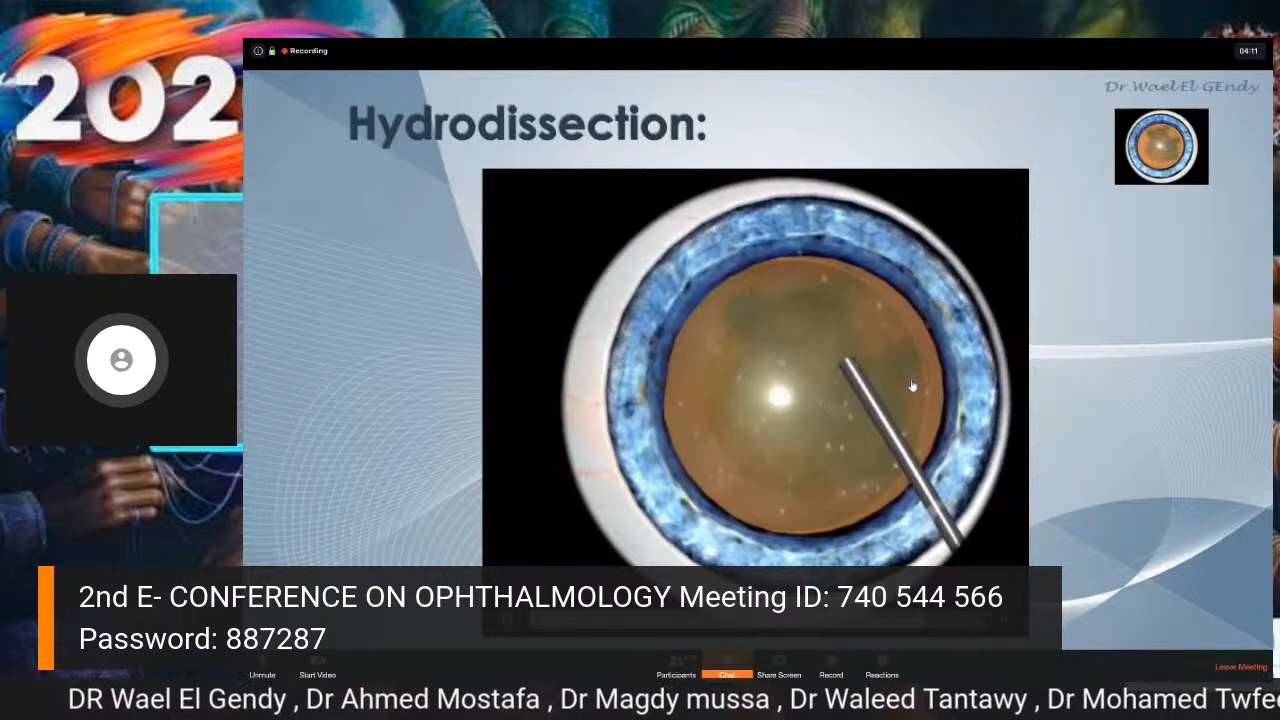 Recording
04:11
202
Dr.Wael El GEndy
Hydrodissection:
2nd E- CONFERENCE ON OPHTHALMOLOGY Meeting ID: 740 544 566
Password: 887287
Unmute
Start Video
Participants
Chat
Share Screen
Record
Reactions
Leave Meeting
DR Wael El Gendy , Dr Ahmed Mostafa , Dr Magdy mussa , Dr Waleed Tantawy , Dr Mohamed Twfe